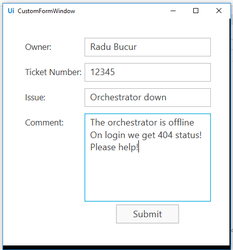 Ui CustomFormWindow
Owner: Radu Bucur
Ticket Number: 12345
Issue: Orchestrator down
Comment: The orchestrator is offline
On login we get 404 status!
Please help!
Submit